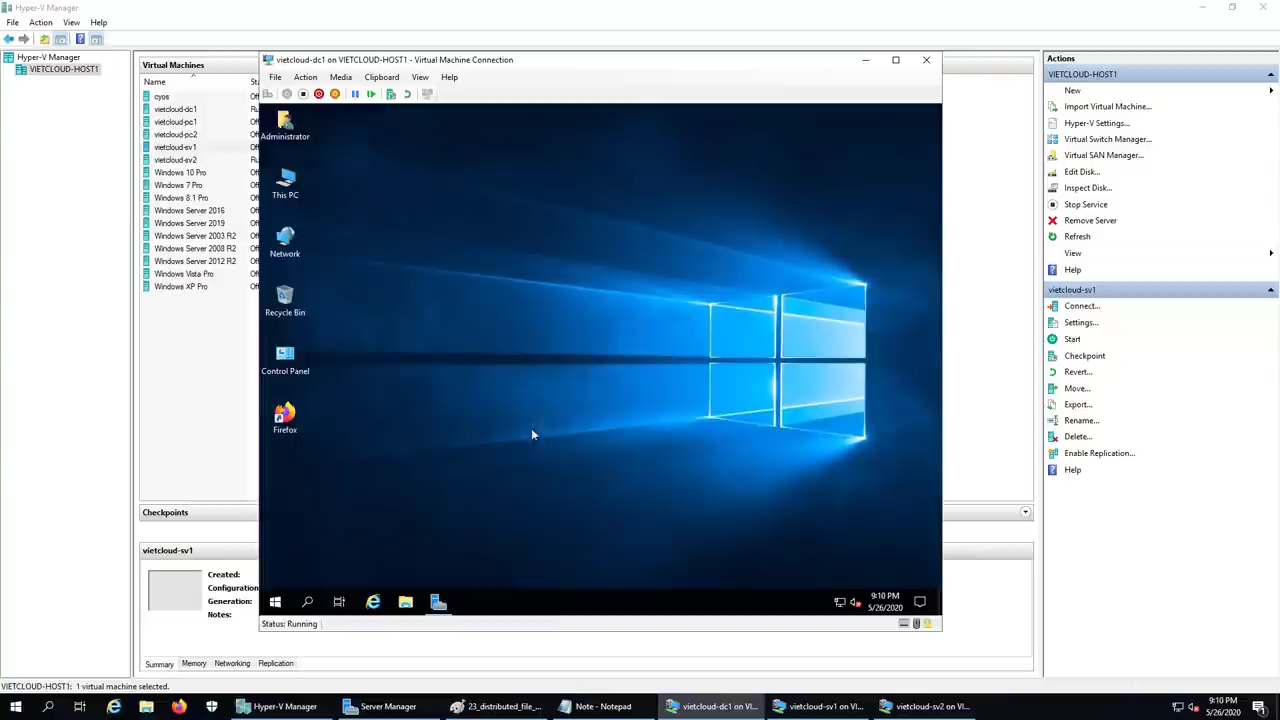 Hyper-V Manager
File Action View Help
Hyper-V Manager
VIETCLOUD-HOST1
Virtual Machines
Name
cyos
vietcloud-dc1
vietcloud-pc1
vietcloud-pc2
vietcloud-sv1
vietcloud-sv2
Windows 10 Pro
Windows 7 Pro
Windows 8.1 Pro
Windows Server 2016
Windows Server 2019
Windows Server 2003 R2
Windows Server 2008 R2
Windows Server 2012 R2
Windows Vista Pro
Windows XP Pro
Checkpoints
vietcloud-sv1
Created:
Configuration
Generation:
Notes:
Summary Memory Networking Replication
vietcloud-dc1 on VIETCLOUD-HOST1 - Virtual Machine Connection
File Action Media Clipboard View Help
Administrator
This PC
Network
Recycle Bin
Control Panel
Firefox
9:10 PM
5/26/2020
Status: Running
Actions
VIETCLOUD-HOST1
New
Import Virtual Machine...
Hyper-V Settings...
Virtual Switch Manager...
Virtual SAN Manager...
Edit Disk...
Inspect Disk...
Stop Service
Remove Server
Refresh
View
Help
vietcloud-sv1
Connect...
Settings...
Start
Checkpoint
Revert...
Move...
Export...
Rename...
Delete...
Enable Replication...
Help
VIETCLOUD-HOST1: 1 virtual machine selected.
Hyper-V Manager
Server Manager
23_distributed_file_...
Note - Notepad
vietcloud-dc1 on VI...
vietcloud-sv1 on VI...
vietcloud-sv2 on VI...
9:10 PM
5/26/2020